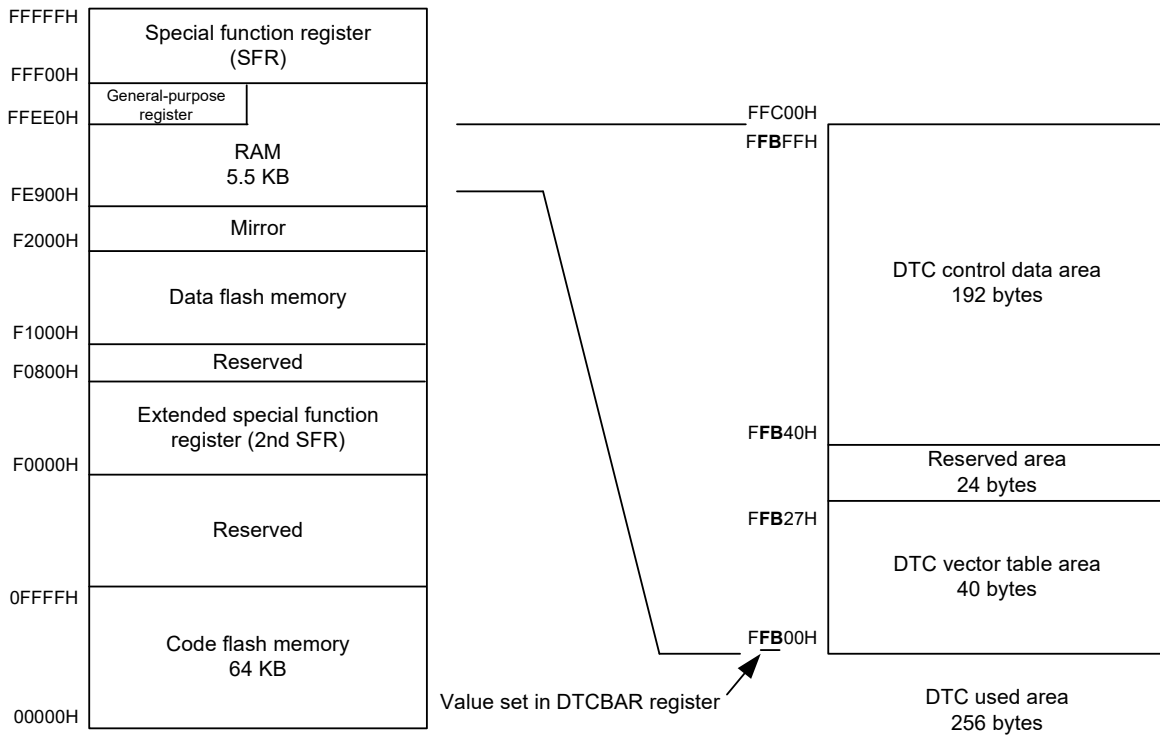 FFFFFH
Special function register
(SFR)
FFF00H
General-purpose
register
FFEE0H
RAM
5.5 KB
FE900H
Mirror
F2000H
Data flash memory
F1000H
Reserved
F0800H
Extended special function
register (2nd SFR)
F0000H
Reserved
0FFFFH
Code flash memory
64 KB
00000H
FFC00H
FFBFFH
DTC control data area
192 bytes
FFB40H
Reserved area
24 bytes
FFB27H
DTC vector table area
40 bytes
FFB00H
Value set in DTCBAR register
DTC used area
256 bytes